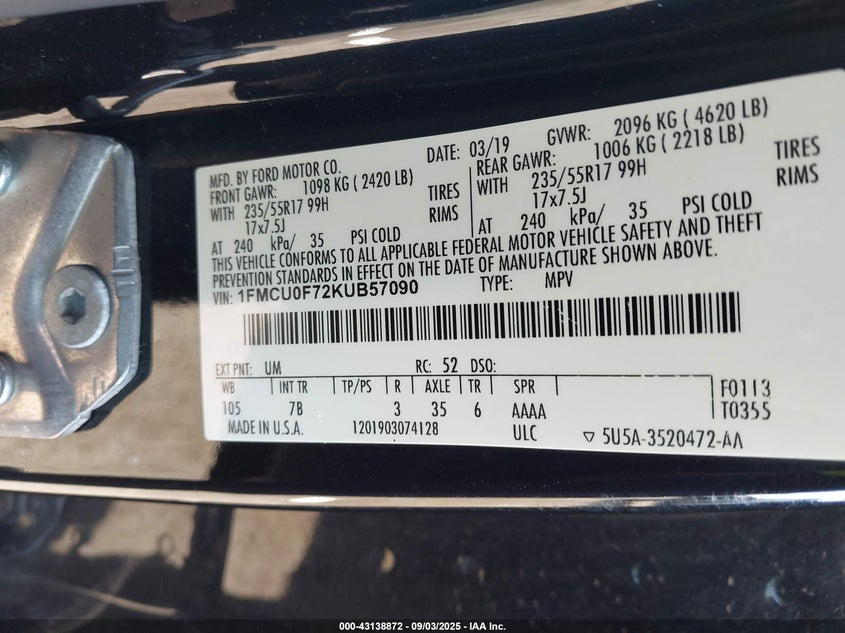 MFD. BY FORD MOTOR CO. DATE: 03/19 GVWR: 2096 KG ( 4620 LB)
FRONT GAWR: 1098 KG ( 2420 LB) REAR GAWR: 1006 KG ( 2218 LB)
WITH 235/55R17 99H TIRES WITH 235/55R17 99H TIRES
17x7.5J RIMS 17x7.5J RIMS
AT 240 kPa/ 35 PSI COLD AT 240 kPa/ 35 PSI COLD
THIS VEHICLE CONFORMS TO ALL APPLICABLE FEDERAL MOTOR VEHICLE SAFETY AND THEFT
PREVENTION STANDARDS IN EFFECT ON THE DATE OF MANUFACTURE SHOWN ABOVE.
VIN: 1FMCU0F72KUB57090 TYPE: MPV
EXT PNT: UM RC: 52 DSO:
WB INT TR TP/PS R AXLE TR SPR F0113
105 7B 3 35 6 AAAA T0355
MADE IN U.S.A. 1201903074128 ULC ▽ 5U5A-3520472-AA
000-43138872 - 09/03/2025 - IAA Inc.